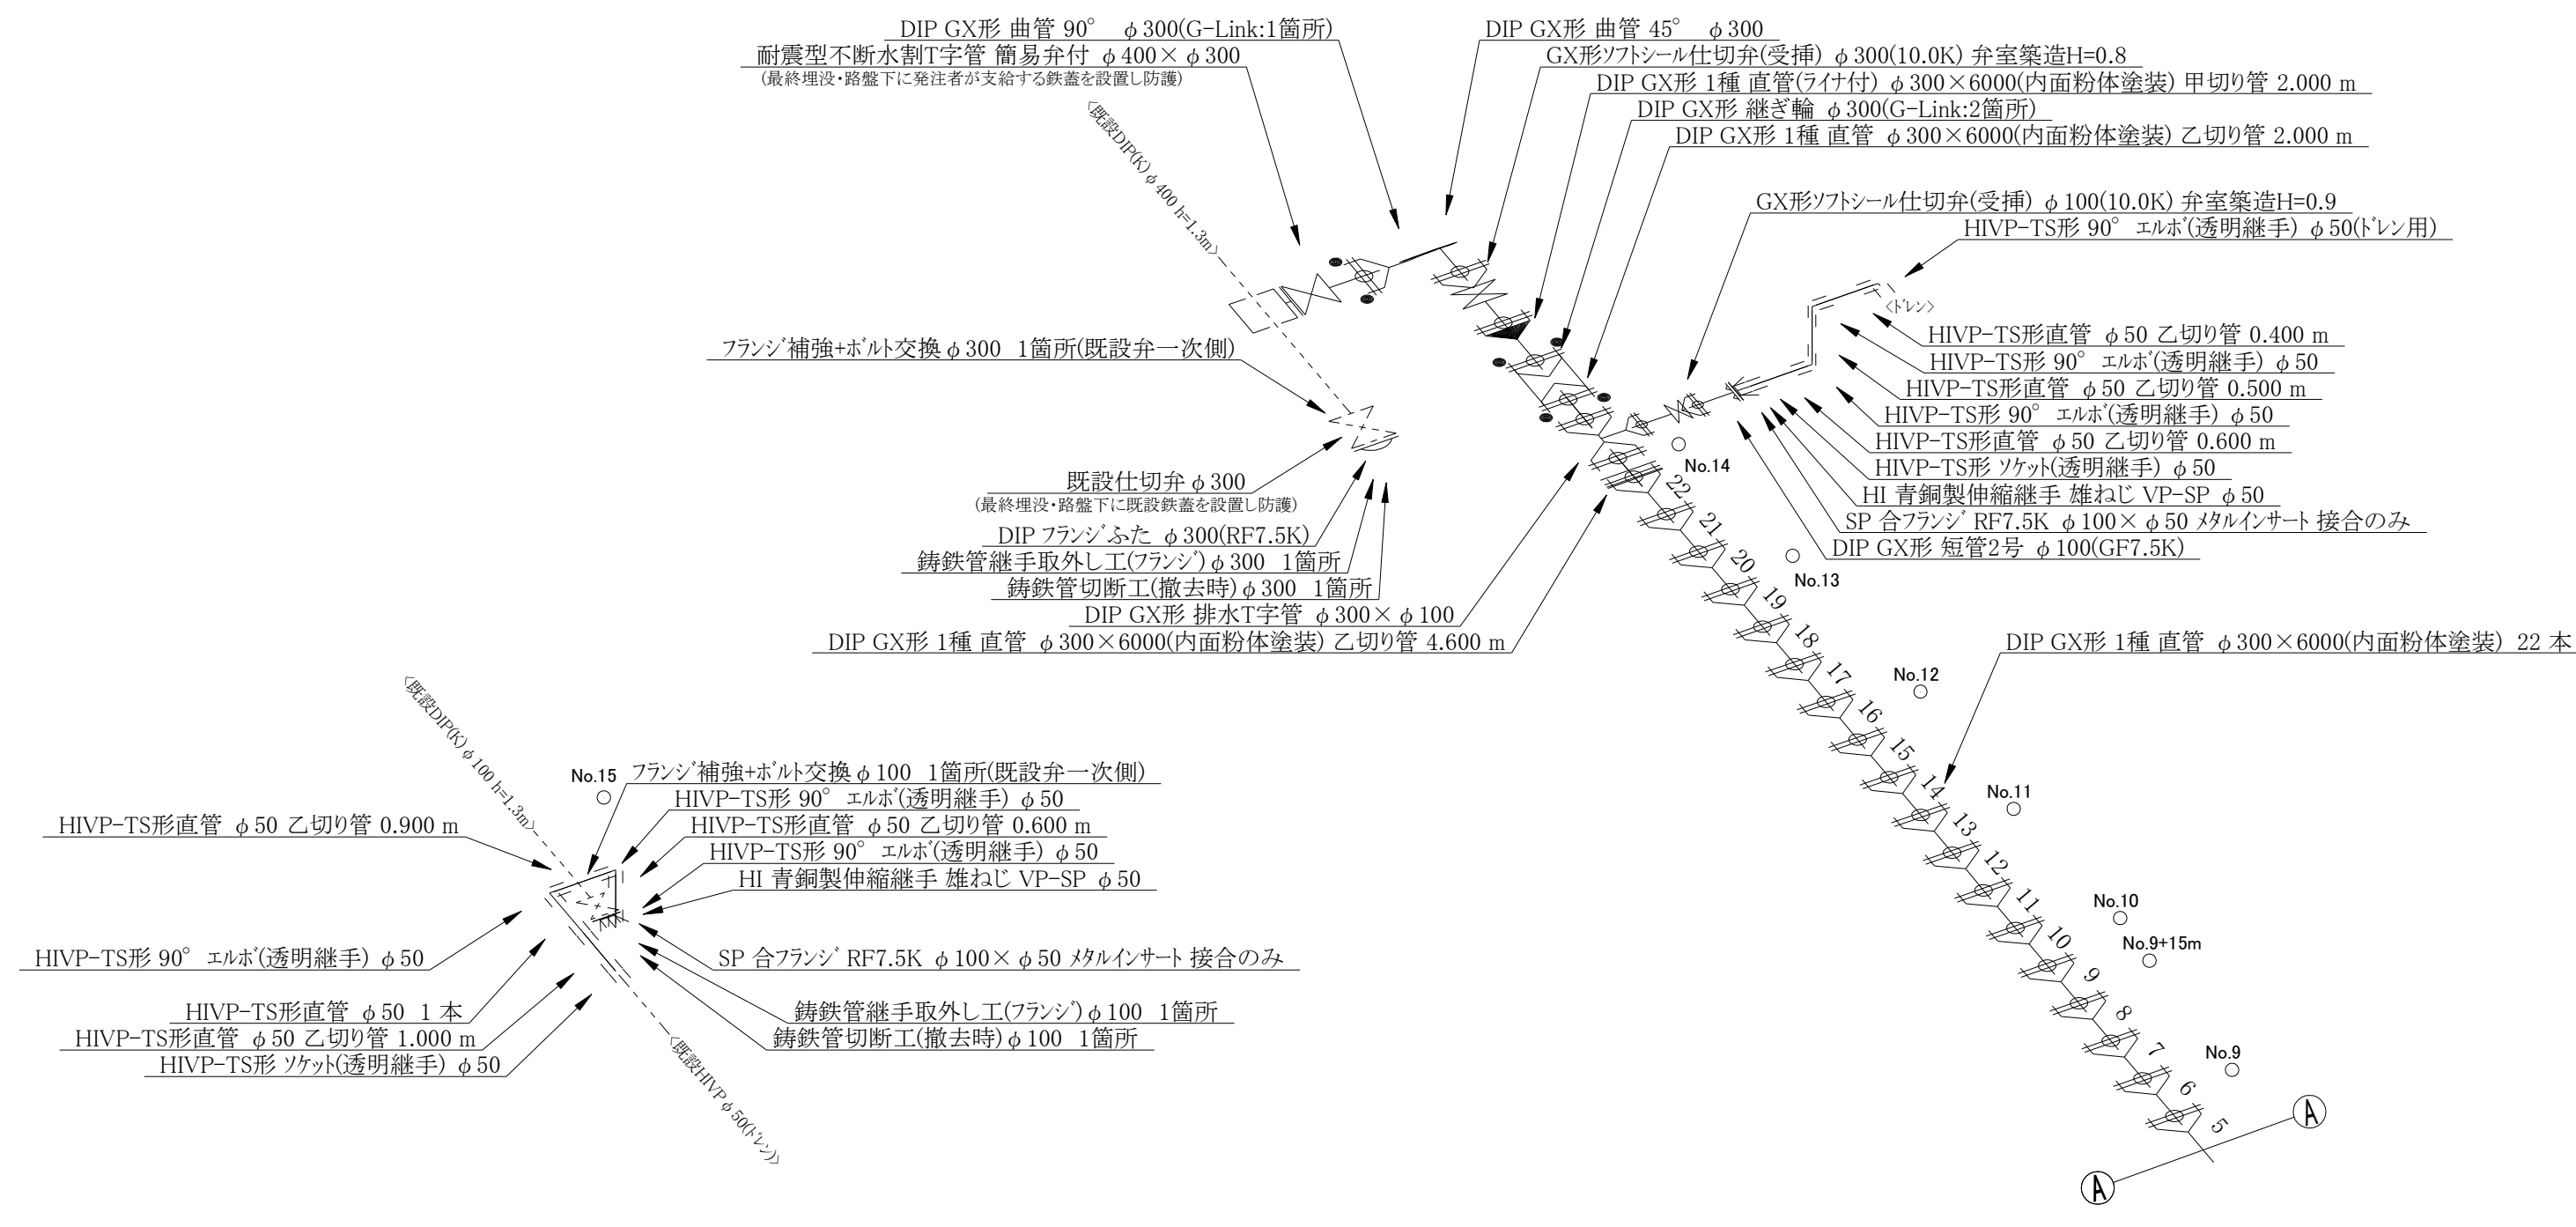 DIP GX形 曲管 90° φ300(G-Link:1箇所)
耐震型不断水割T字管 簡易弁付 φ400×φ300
(最終埋没・路盤下に発注者が支給する鉄蓋を設置し防護)
DIP GX形 曲管 45° φ300
GX形ソフトシール仕切弁(受挿) φ300(10.0K) 弁室築造H=0.8
DIP GX形 1種 直管(ライナ付) φ300×6000(内面粉体塗装) 甲切り管 2.000 m
DIP GX形 継ぎ輪 φ300(G-Link:2箇所)
DIP GX形 1種 直管 φ300×6000(内面粉体塗装) 乙切り管 2.000 m
<既設DIP(K)φ400 h=1.3m>
GX形ソフトシール仕切弁(受挿) φ100(10.0K) 弁室築造H=0.9
HIVP-TS形 90° エルボ(透明継手) φ50(ドレン用)
<ドレン>
HIVP-TS形直管 φ50 乙切り管 0.400 m
HIVP-TS形 90° エルボ(透明継手) φ50
HIVP-TS形直管 φ50 乙切り管 0.500 m
HIVP-TS形 90° エルボ(透明継手) φ50
HIVP-TS形直管 φ50 乙切り管 0.600 m
HIVP-TS形 ソケット(透明継手) φ50
HI 青銅製伸縮継手 雄ねじ VP-SP φ50
SP 合フランジ RF7.5K φ100×φ50 メタルインサート 接合のみ
DIP GX形 短管2号 φ100(GF7.5K)
フランジ補強+ボルト交換φ300 1箇所(既設弁一次側)
既設仕切弁φ300
(最終埋没・路盤下に既設鉄蓋を設置し防護)
DIP フランジふた φ300(RF7.5K)
鋳鉄管継手取外し工(フランジ)φ300 1箇所
鋳鉄管切断工(撤去時)φ300 1箇所
DIP GX形 排水T字管 φ300×φ100
DIP GX形 1種 直管 φ300×6000(内面粉体塗装) 乙切り管 4.600 m
No.14
No.13
DIP GX形 1種 直管 φ300×6000(内面粉体塗装) 22 本
No.12
No.11
No.10
No.9+15m
No.9
22
21
20
19
18
17
16
15
14
13
12
11
10
9
8
7
6
5
A
A
<既設DIP(K)φ100 h=1.3m>
No.15
フランジ補強+ボルト交換φ100 1箇所(既設弁一次側)
HIVP-TS形 90° エルボ(透明継手) φ50
HIVP-TS形直管 φ50 乙切り管 0.600 m
HIVP-TS形 90° エルボ(透明継手) φ50
HI 青銅製伸縮継手 雄ねじ VP-SP φ50
HIVP-TS形直管 φ50 乙切り管 0.900 m
HIVP-TS形 90° エルボ(透明継手) φ50
SP 合フランジ RF7.5K φ100×φ50 メタルインサート 接合のみ
HIVP-TS形直管 φ50 1 本
鋳鉄管継手取外し工(フランジ)φ100 1箇所
HIVP-TS形直管 φ50 乙切り管 1.000 m
鋳鉄管切断工(撤去時)φ100 1箇所
HIVP-TS形 ソケット(透明継手) φ50
<既設HIVPφ50(ドレン)>